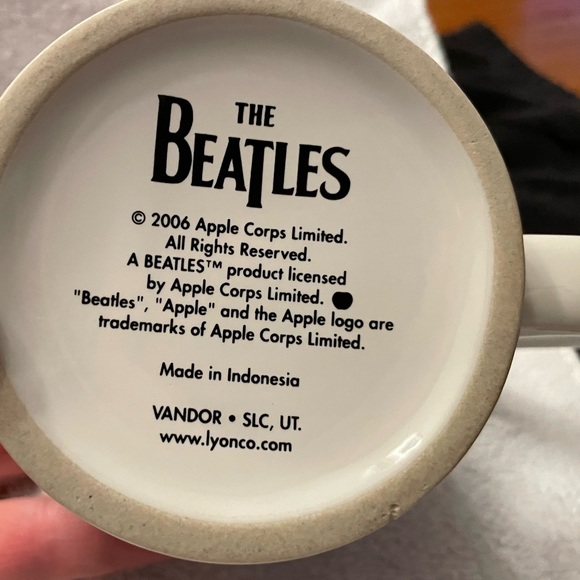 THE
BEATLES
© 2006 Apple Corps Limited.
All Rights Reserved.
A BEATLES™ product licensed
by Apple Corps Limited.
"Beatles", "Apple" and the Apple logo are
trademarks of Apple Corps Limited.
Made in Indonesia
VANDOR • SLC, UT.
www.lyonco.com